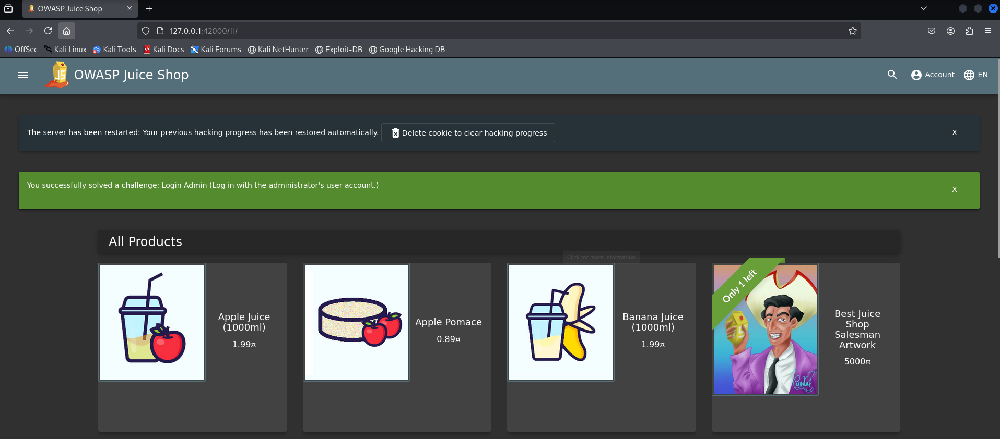 OWASP Juice Shop
127.0.0.1:42000/#/
OffSec Kali Linux Kali Tools Kali Docs Kali Forums Kali NetHunter Exploit-DB Google Hacking DB
JS OWASP Juice Shop Account EN
The server has been restarted: Your previous hacking progress has been restored automatically. Delete cookie to clear hacking progress X
You successfully solved a challenge: Login Admin (Log in with the administrator's user account.) X
All Products
Click for more information
Only 1 left
Apple Juice
(1000ml)
1.99¤
Apple Pomace
0.89¤
Banana Juice
(1000ml)
1.99¤
Best Juice
Shop
Salesman
Artwork
5000¤